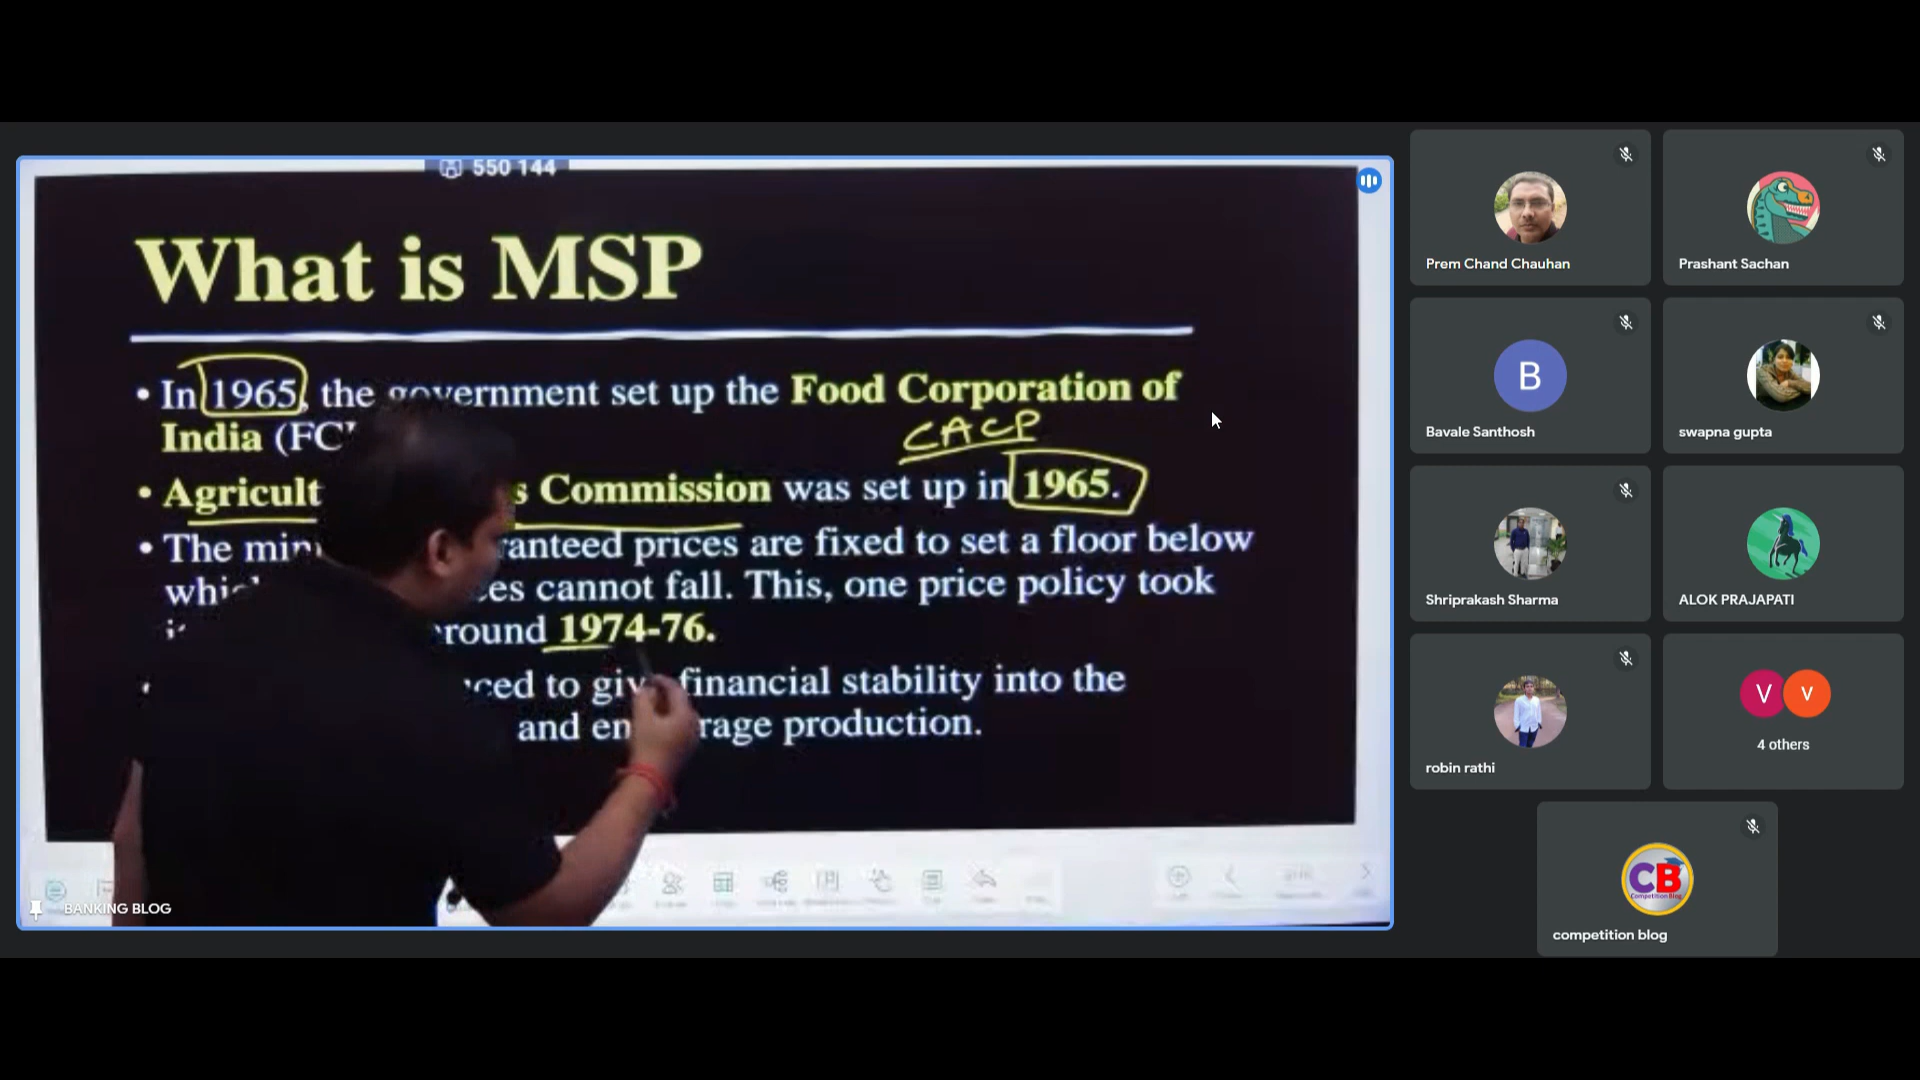 550 144
What is MSP
• In 1965, the government set up the Food Corporation of
India (FC
CACP
• Agricult s Commission was set up in 1965.
• The min ranteed prices are fixed to set a floor below
whi es cannot fall. This, one price policy took
round 1974-76.
ced to giv financial stability into the
and en rage production.
BANKING BLOG
Prem Chand Chauhan
Prashant Sachan
B
Bavale Santhosh
swapna gupta
Shriprakash Sharma
ALOK PRAJAPATI
robin rathi
V V
4 others
CB
Competition Blog
competition blog